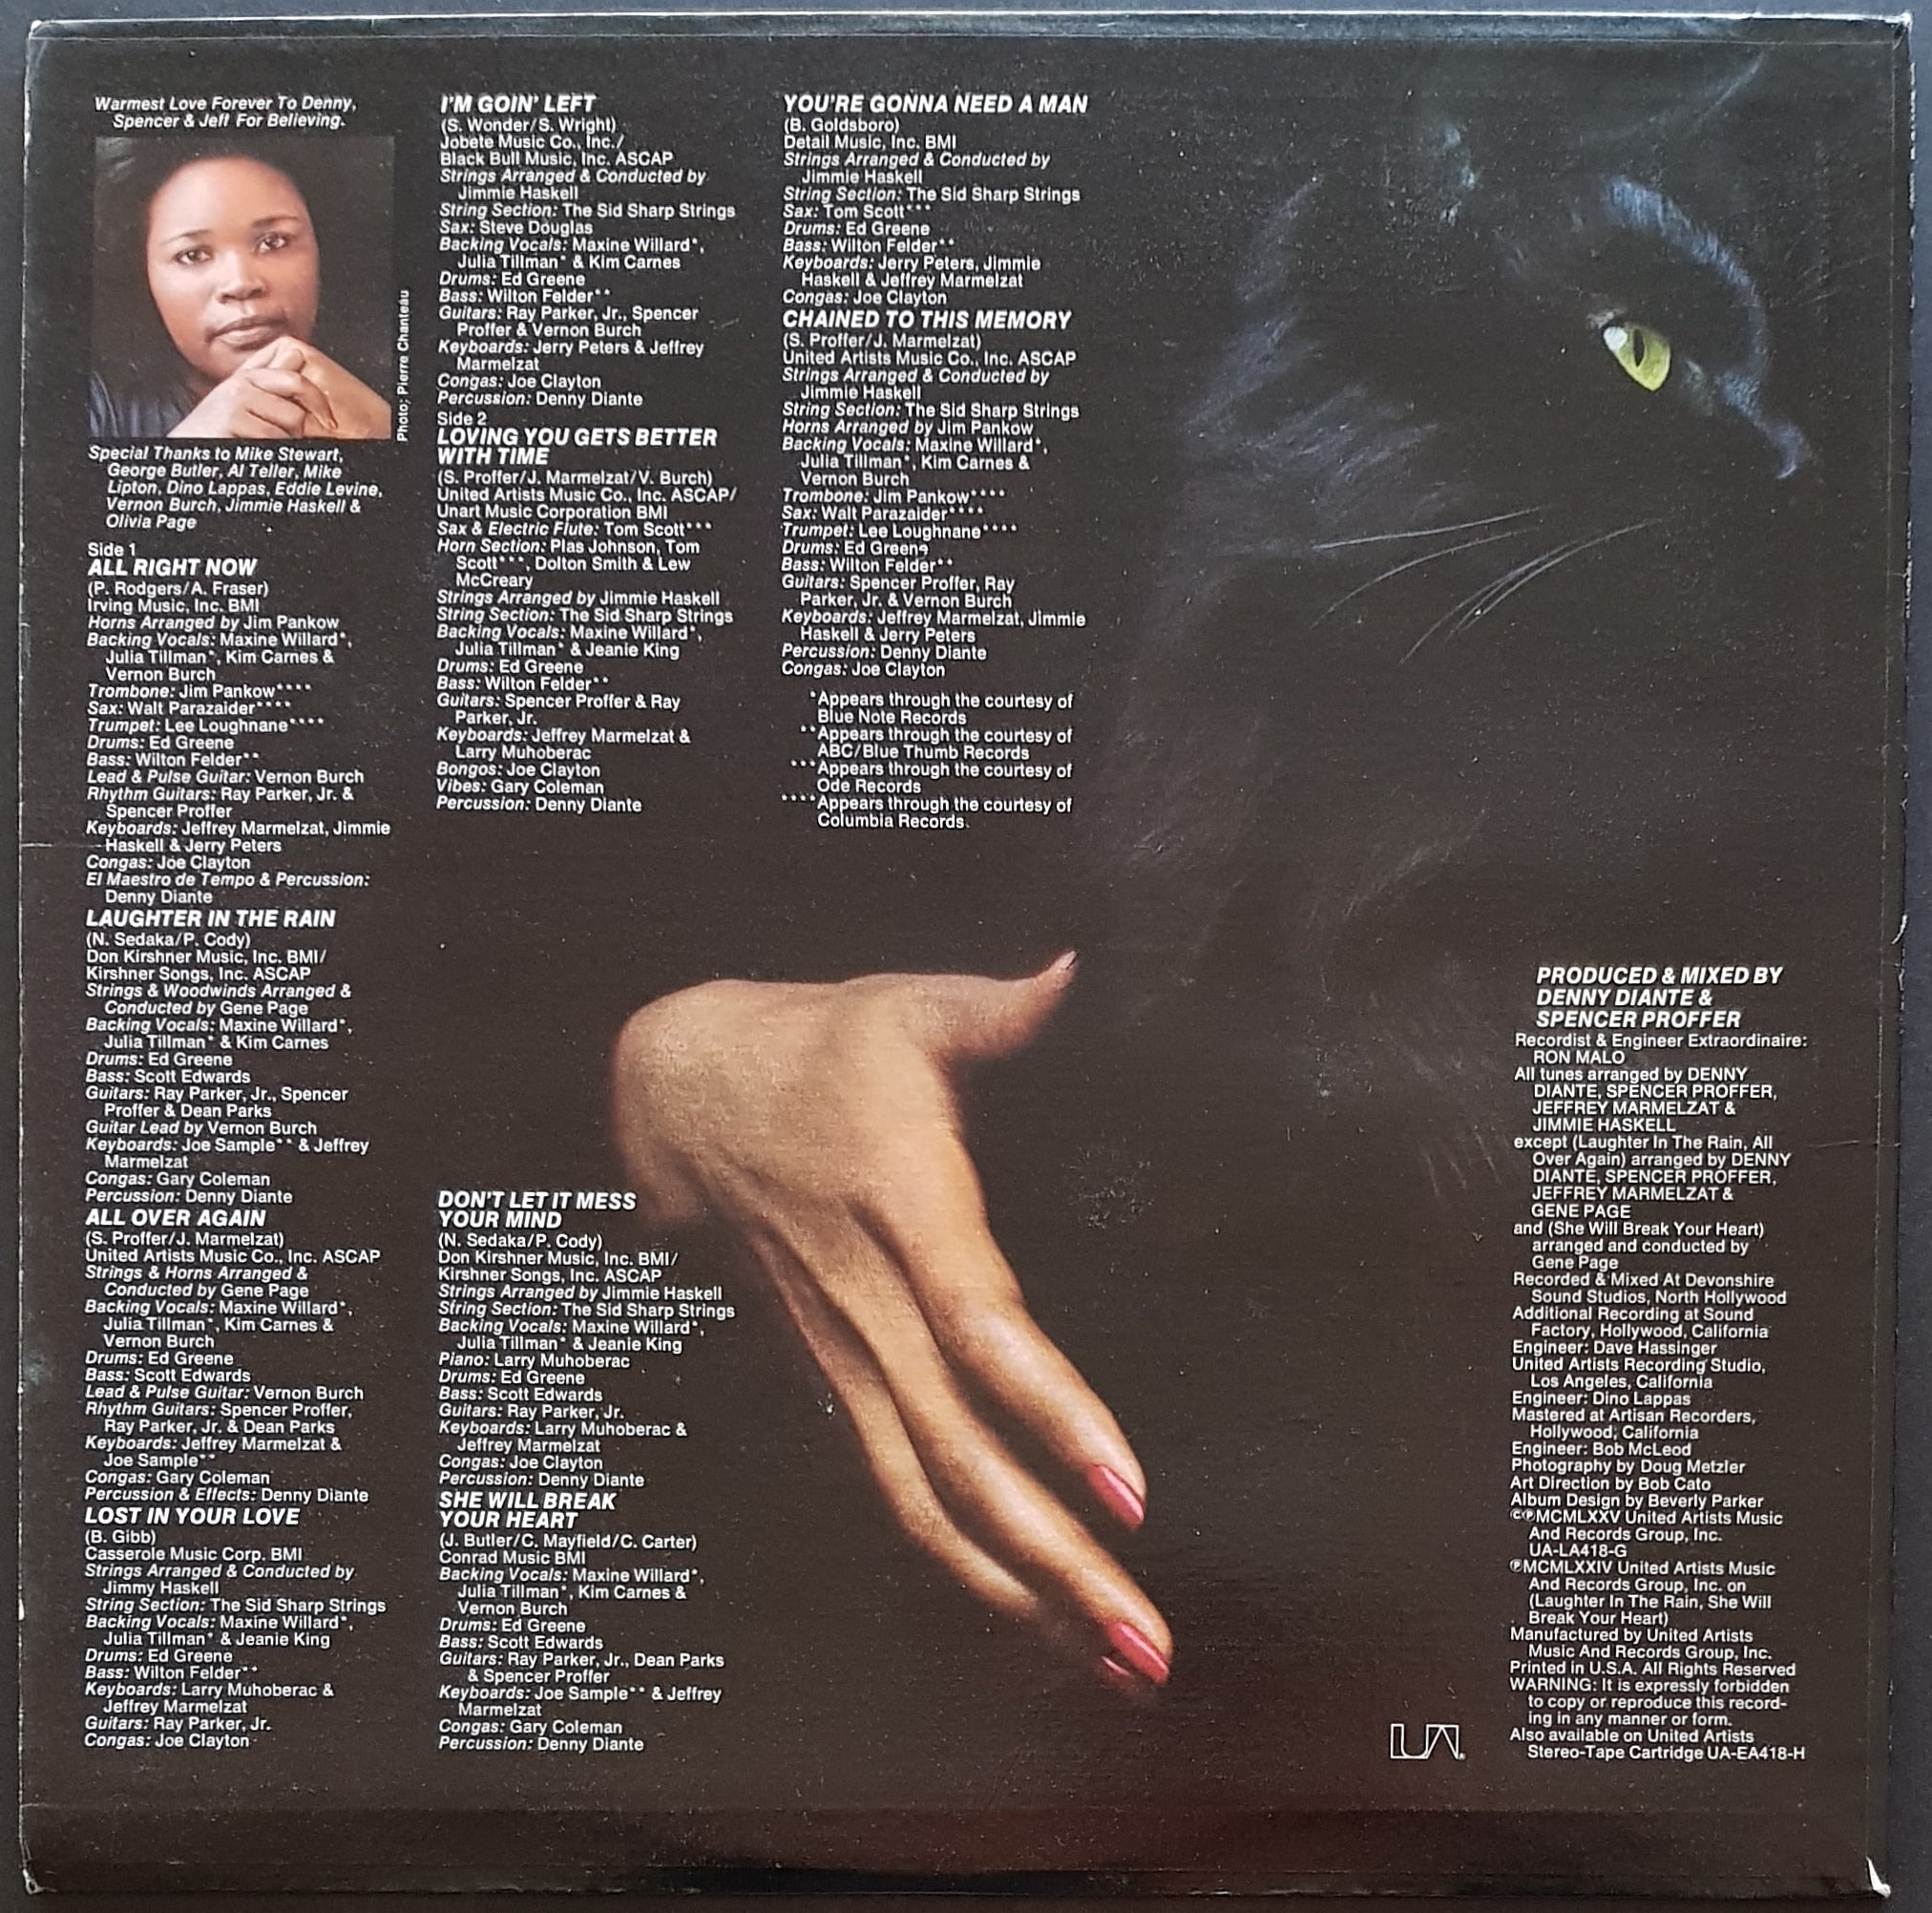 Warmest Love Forever To Denny,
Spencer & Jeff For Believing.
Photo: Pierre Chanteau
Special Thanks to Mike Stewart,
George Butler, Al Teller, Mike
Lipton, Dino Lappas, Eddie Levine,
Vernon Burch, Jimmie Haskell &
Olivia Page
Side 1
ALL RIGHT NOW
(P. Rodgers/A. Fraser)
Irving Music, Inc. BMI
Horns Arranged by Jim Pankow
Backing Vocals: Maxine Willard*,
Julia Tillman*, Kim Carnes &
Vernon Burch
Trombone: Jim Pankow****
Sax: Walt Parazaider****
Trumpet: Lee Loughnane****
Drums: Ed Greene
Bass: Wilton Felder**
Lead & Pulse Guitar: Vernon Burch
Rhythm Guitars: Ray Parker, Jr. &
Spencer Proffer
Keyboards: Jeffrey Marmelzat, Jimmie
Haskell & Jerry Peters
Congas: Joe Clayton
El Maestro de Tempo & Percussion:
Denny Diante
LAUGHTER IN THE RAIN
(N. Sedaka/P. Cody)
Don Kirshner Music, Inc. BMI/
Kirshner Songs, Inc. ASCAP
Strings & Woodwinds Arranged &
Conducted by Gene Page
Backing Vocals: Maxine Willard*,
Julia Tillman* & Kim Carnes
Drums: Ed Greene
Bass: Scott Edwards
Guitars: Ray Parker, Jr., Spencer
Proffer & Dean Parks
Guitar Lead by Vernon Burch
Keyboards: Joe Sample** & Jeffrey
Marmelzat
Congas: Gary Coleman
Percussion: Denny Diante
ALL OVER AGAIN
(S. Proffer/J. Marmelzat)
United Artists Music Co., Inc. ASCAP
Strings & Horns Arranged &
Conducted by Gene Page
Backing Vocals: Maxine Willard*,
Julia Tillman*, Kim Carnes &
Vernon Burch
Drums: Ed Greene
Bass: Scott Edwards
Lead & Pulse Guitar: Vernon Burch
Rhythm Guitars: Spencer Proffer,
Ray Parker, Jr. & Dean Parks
Keyboards: Jeffrey Marmelzat &
Joe Sample**
Congas: Gary Coleman
Percussion & Effects: Denny Diante
LOST IN YOUR LOVE
(B. Gibb)
Casserole Music Corp. BMI
Strings Arranged & Conducted by
Jimmy Haskell
String Section: The Sid Sharp Strings
Backing Vocals: Maxine Willard*,
Julia Tillman* & Jeanie King
Drums: Ed Greene
Bass: Wilton Felder**
Keyboards: Larry Muhoberac &
Jeffrey Marmelzat
Guitars: Ray Parker, Jr.
Congas: Joe Clayton
I'M GOIN' LEFT
(S. Wonder/S. Wright)
Jobete Music Co., Inc./
Black Bull Music, Inc. ASCAP
Strings Arranged & Conducted by
Jimmie Haskell
String Section: The Sid Sharp Strings
Sax: Steve Douglas
Backing Vocals: Maxine Willard*,
Julia Tillman* & Kim Carnes
Drums: Ed Greene
Bass: Wilton Felder**
Guitars: Ray Parker, Jr., Spencer
Proffer & Vernon Burch
Keyboards: Jerry Peters & Jeffrey
Marmelzat
Congas: Joe Clayton
Percussion: Denny Diante
Side 2
LOVING YOU GETS BETTER
WITH TIME
(S. Proffer/J. Marmelzat/V. Burch)
United Artists Music Co., Inc. ASCAP/
Unart Music Corporation BMI
Sax & Electric Flute: Tom Scott***
Horn Section: Plas Johnson, Tom
Scott***, Dolton Smith & Lew
McCreary
Strings Arranged by Jimmie Haskell
String Section: The Sid Sharp Strings
Backing Vocals: Maxine Willard*,
Julia Tillman* & Jeanie King
Drums: Ed Greene
Bass: Wilton Felder**
Guitars: Spencer Proffer & Ray
Parker, Jr.
Keyboards: Jeffrey Marmelzat &
Larry Muhoberac
Bongos: Joe Clayton
Vibes: Gary Coleman
Percussion: Denny Diante
DON'T LET IT MESS
YOUR MIND
(N. Sedaka/P. Cody)
Don Kirshner Music, Inc. BMI/
Kirshner Songs, Inc. ASCAP
Strings Arranged by Jimmie Haskell
String Section: The Sid Sharp Strings
Backing Vocals: Maxine Willard*,
Julia Tillman* & Jeanie King
Piano: Larry Muhoberac
Drums: Ed Greene
Bass: Scott Edwards
Guitars: Ray Parker, Jr.
Keyboards: Larry Muhoberac &
Jeffrey Marmelzat
Congas: Joe Clayton
Percussion: Denny Diante
SHE WILL BREAK
YOUR HEART
(J. Butler/C. Mayfield/C. Carter)
Conrad Music BMI
Backing Vocals: Maxine Willard*,
Julia Tillman*, Kim Carnes &
Vernon Burch
Drums: Ed Greene
Bass: Scott Edwards
Guitars: Ray Parker, Jr., Dean Parks
& Spencer Proffer
Keyboards: Joe Sample** & Jeffrey
Marmelzat
Congas: Gary Coleman
Percussion: Denny Diante
YOU'RE GONNA NEED A MAN
(B. Goldsboro)
Detail Music, Inc. BMI
Strings Arranged & Conducted by
Jimmie Haskell
String Section: The Sid Sharp Strings
Sax: Tom Scott***
Drums: Ed Greene
Bass: Wilton Felder**
Keyboards: Jerry Peters, Jimmie
Haskell & Jeffrey Marmelzat
Congas: Joe Clayton
CHAINED TO THIS MEMORY
(S. Proffer/J. Marmelzat)
United Artists Music Co., Inc. ASCAP
Strings Arranged & Conducted by
Jimmie Haskell
String Section: The Sid Sharp Strings
Horns Arranged by Jim Pankow
Backing Vocals: Maxine Willard*,
Julia Tillman*, Kim Carnes &
Vernon Burch
Trombone: Jim Pankow****
Sax: Walt Parazaider****
Trumpet: Lee Loughnane****
Drums: Ed Greene
Bass: Wilton Felder**
Guitars: Spencer Proffer, Ray
Parker, Jr. & Vernon Burch
Keyboards: Jeffrey Marmelzat, Jimmie
Haskell & Jerry Peters
Percussion: Denny Diante
Congas: Joe Clayton
*Appears through the courtesy of
Blue Note Records
**Appears through the courtesy of
ABC/Blue Thumb Records
***Appears through the courtesy of
Ode Records
****Appears through the courtesy of
Columbia Records.
PRODUCED & MIXED BY
DENNY DIANTE &
SPENCER PROFFER
Recordist & Engineer Extraordinaire:
RON MALO
All tunes arranged by DENNY
DIANTE, SPENCER PROFFER,
JEFFREY MARMELZAT &
JIMMIE HASKELL
except (Laughter In The Rain, All
Over Again) arranged by DENNY
DIANTE, SPENCER PROFFER,
JEFFREY MARMELZAT &
GENE PAGE
and (She Will Break Your Heart)
arranged and conducted by
Gene Page
Recorded & Mixed At Devonshire
Sound Studios, North Hollywood
Additional Recording at Sound
Factory, Hollywood, California
Engineer: Dave Hassinger
United Artists Recording Studio,
Los Angeles, California
Engineer: Dino Lappas
Mastered at Artisan Recorders,
Hollywood, California
Engineer: Bob McLeod
Photography by Doug Metzler
Art Direction by Bob Cato
Album Design by Beverly Parker
©℗MCMLXXV United Artists Music
And Records Group, Inc.
UA-LA418-G
℗MCMLXXIV United Artists Music
And Records Group, Inc. on
(Laughter In The Rain, She Will
Break Your Heart)
Manufactured by United Artists
Music And Records Group, Inc.
Printed in U.S.A. All Rights Reserved
WARNING: It is expressly forbidden
to copy or reproduce this record-
ing in any manner or form.
Also available on United Artists
Stereo-Tape Cartridge UA-EA418-H
UA